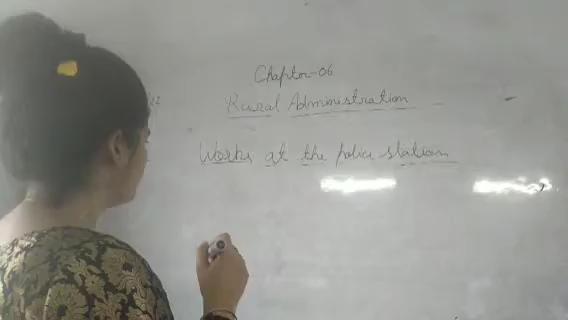 Chapter-06
Rural Administration
Works at the police station